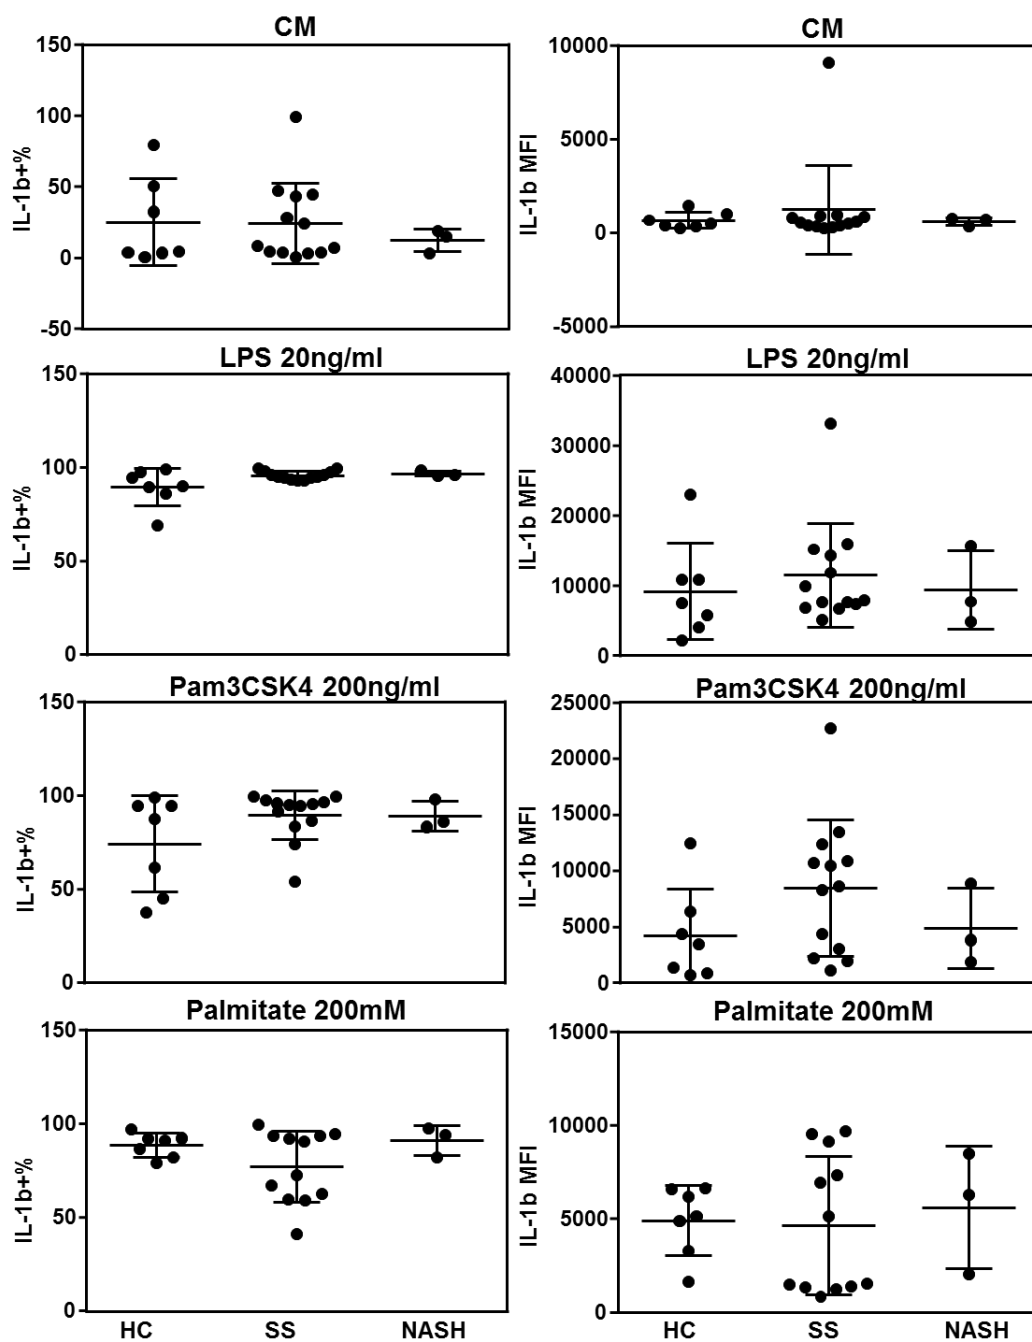 CM
150
100
50
0
-50
IL-1b+%
CM
10000
5000
0
-5000
IL-1b MFI
LPS 20ng/ml
150
100
50
0
IL-1b+%
LPS 20ng/ml
40000
30000
20000
10000
0
IL-1b MFI
Pam3CSK4 200ng/ml
150
100
50
0
IL-1b+%
Pam3CSK4 200ng/ml
25000
20000
15000
10000
5000
0
IL-1b MFI
Palmitate 200mM
150
100
50
0
IL-1b+%
HC SS NASH
Palmitate 200mM
15000
10000
5000
0
IL-1b MFI
HC SS NASH